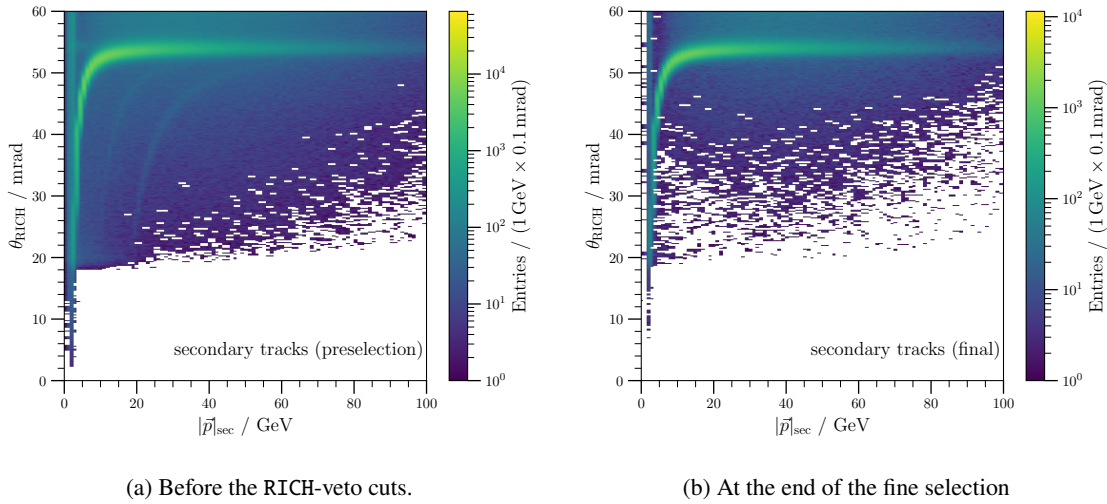 60
50
40
30
20
10
0
θRICH / mrad
0 20 40 60 80 100
|p⃗|sec / GeV
secondary tracks (preselection)
10⁴
10³
10²
10¹
10⁰
Entries / (1 GeV × 0.1 mrad)
60
50
40
30
20
10
0
θRICH / mrad
0 20 40 60 80 100
|p⃗|sec / GeV
secondary tracks (final)
10⁴
10³
10²
10¹
10⁰
Entries / (1 GeV × 0.1 mrad)
(a) Before the RICH-veto cuts.
(b) At the end of the fine selection